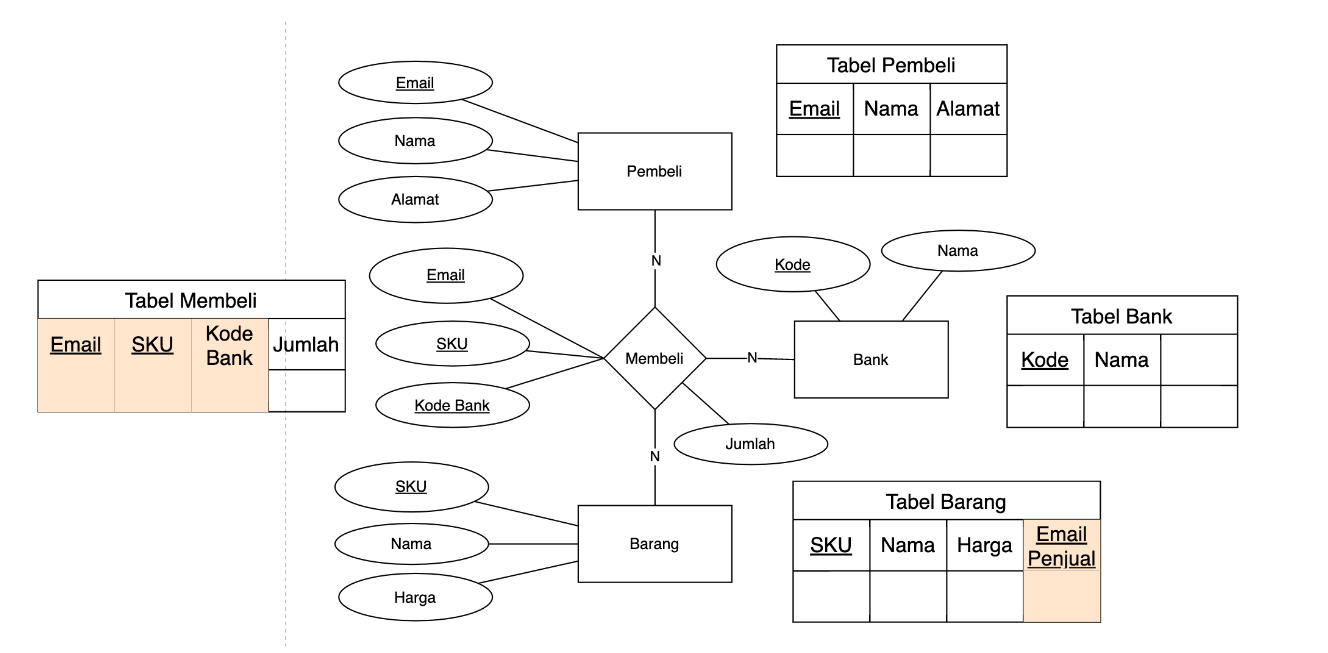 Email
Nama
Alamat
Pembeli
Tabel Pembeli
Email Nama Alamat
N
Tabel Membeli
Email SKU Kode Bank Jumlah
Email
SKU
Kode Bank
Membeli
N
Kode
Nama
Bank
Jumlah
Tabel Bank
Kode Nama
N
SKU
Nama
Harga
Barang
Tabel Barang
SKU Nama Harga Email Penjual